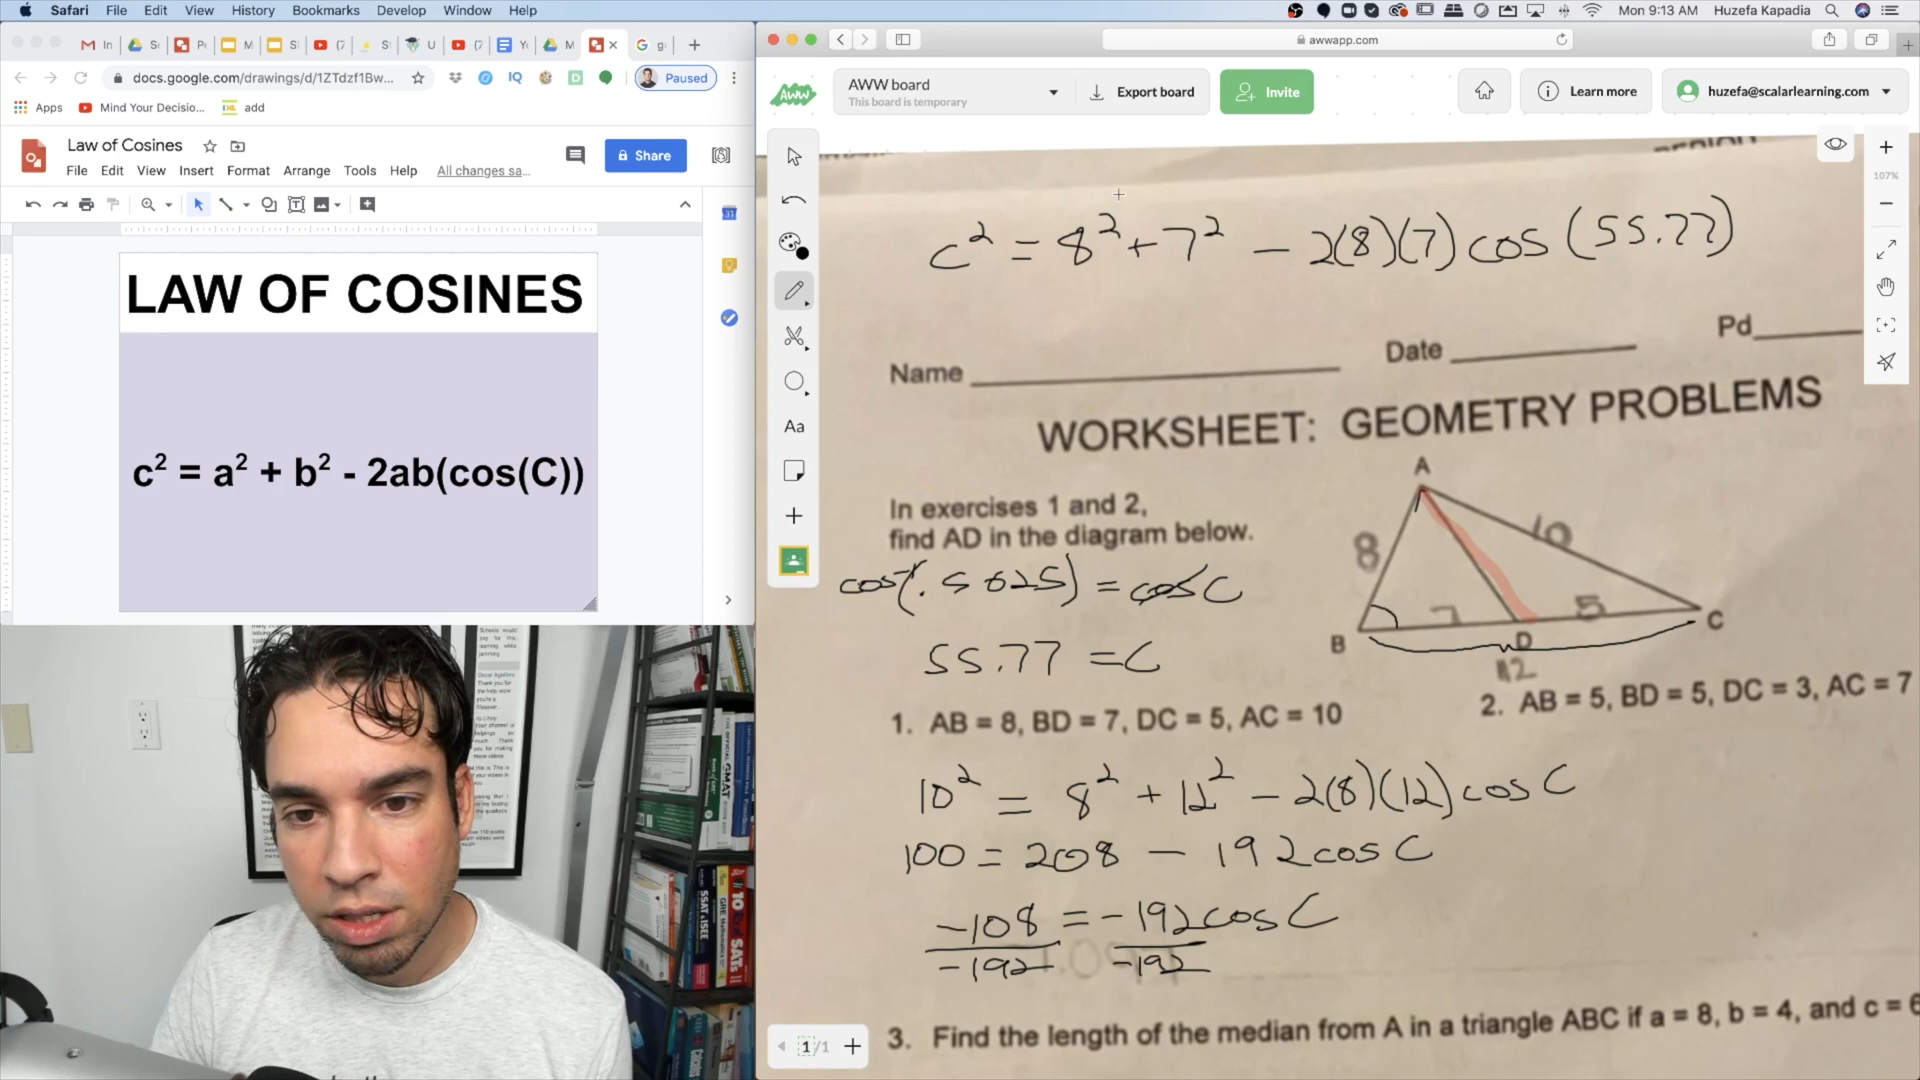 Safari File Edit View History Bookmarks Develop Window Help
Mon 9:13 AM Huzefa Kapadia
docs.google.com/drawings/d/1ZTdzf1Bw...
Paused
Apps Mind Your Decisio... add
Law of Cosines
File Edit View Insert Format Arrange Tools Help All changes sa...
Share
LAW OF COSINES
c² = a² + b² - 2ab(cos(C))
awwapp.com
AWW
AWW board
This board is temporary
Export board
Invite
Learn more
huzefa@scalarlearning.com
107%
Aa
1/1
PERIOD
c² = 8² + 7² - 2(8)(7) cos (55.77)
Name
Date
Pd
WORKSHEET: GEOMETRY PROBLEMS
In exercises 1 and 2,
find AD in the diagram below.
A
8
10
7
5
B
D
C
12
cos⁻¹(.5625) = cos C
55.77 = C
1. AB = 8, BD = 7, DC = 5, AC = 10
2. AB = 5, BD = 5, DC = 3, AC = 7
10² = 8² + 12² - 2(8)(12) cos C
100 = 208 - 192 cos C
-108 = -192 cos C
-192 -192
3. Find the length of the median from A in a triangle ABC if a = 8, b = 4, and c = 6